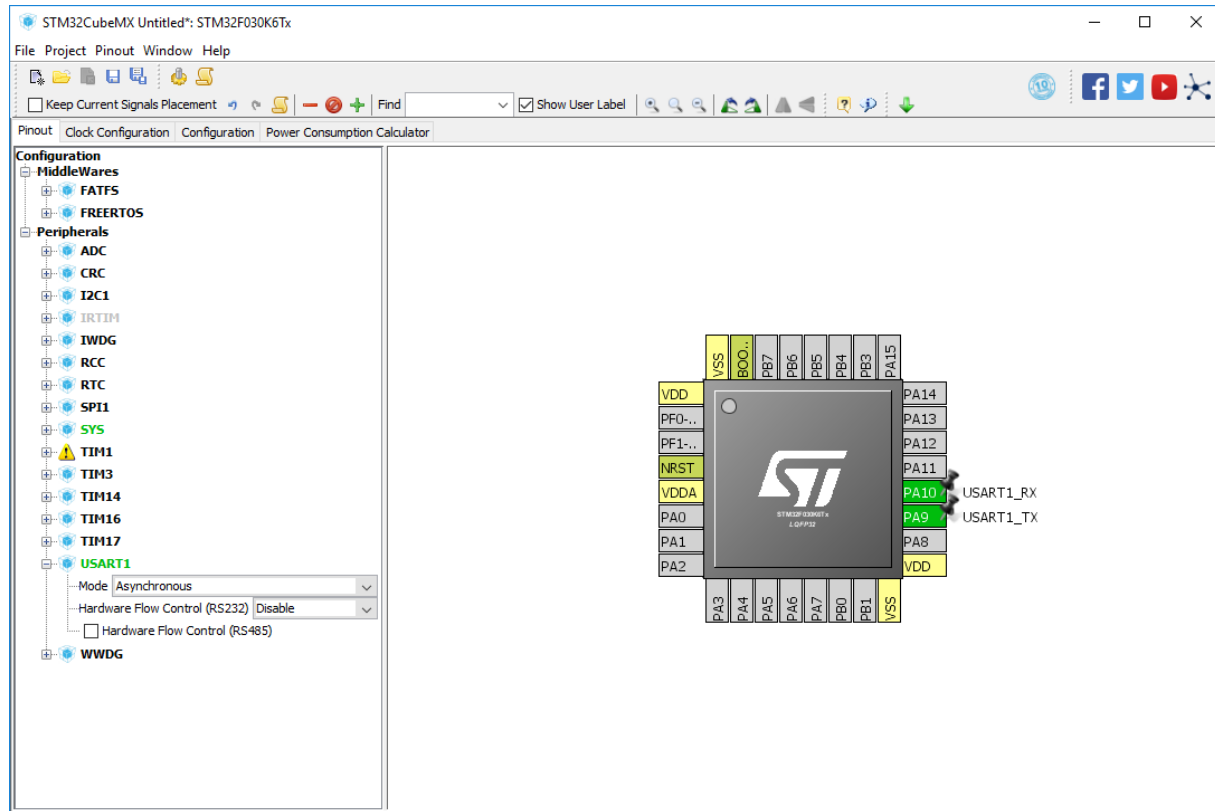 STM32CubeMX Untitled*: STM32F030K6Tx
File Project Pinout Window Help
Keep Current Signals Placement Find Show User Label
Pinout Clock Configuration Configuration Power Consumption Calculator
Configuration
MiddleWares
FATFS
FREERTOS
Peripherals
ADC
CRC
I2C1
IRTIM
IWDG
RCC
RTC
SPI1
SYS
TIM1
TIM3
TIM14
TIM16
TIM17
USART1
Mode Asynchronous
Hardware Flow Control (RS232) Disable
Hardware Flow Control (RS485)
WWDG
VSS BOO.. PB7 PB6 PB5 PB4 PB3 PA15
VDD PA14
PF0-.. PA13
PF1-.. PA12
NRST PA11
VDDA PA10 USART1_RX
PA0 STM32F030K6Tx PA9 USART1_TX
LQFP32
PA1 PA8
PA2 VDD
PA3 PA4 PA5 PA6 PA7 PB0 PB1 VSS